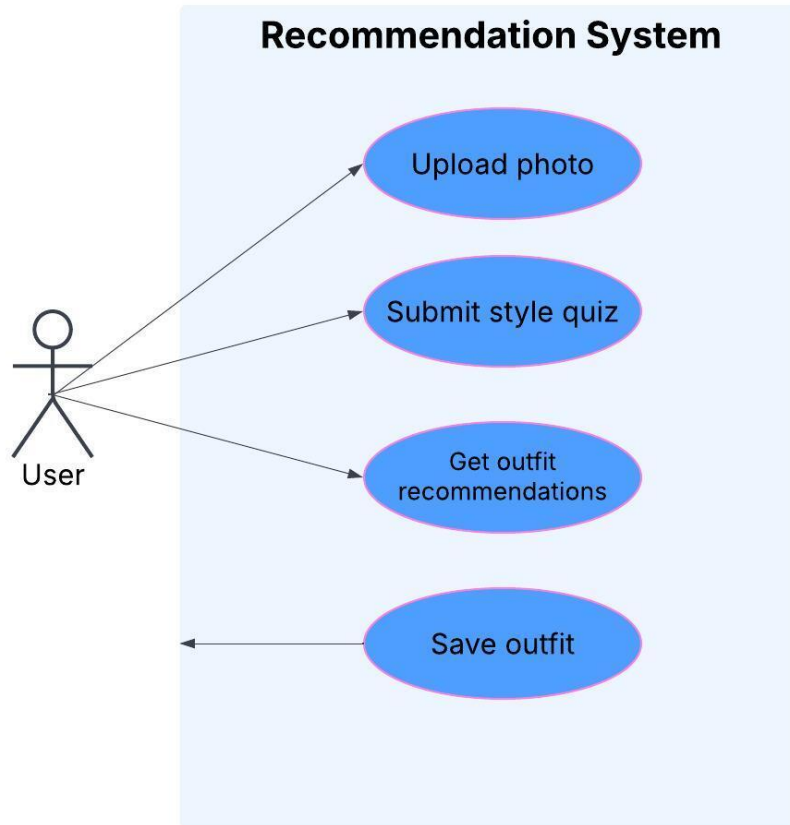 Recommendation System
Upload photo
Submit style quiz
User
Get outfit
recommendations
Save outfit